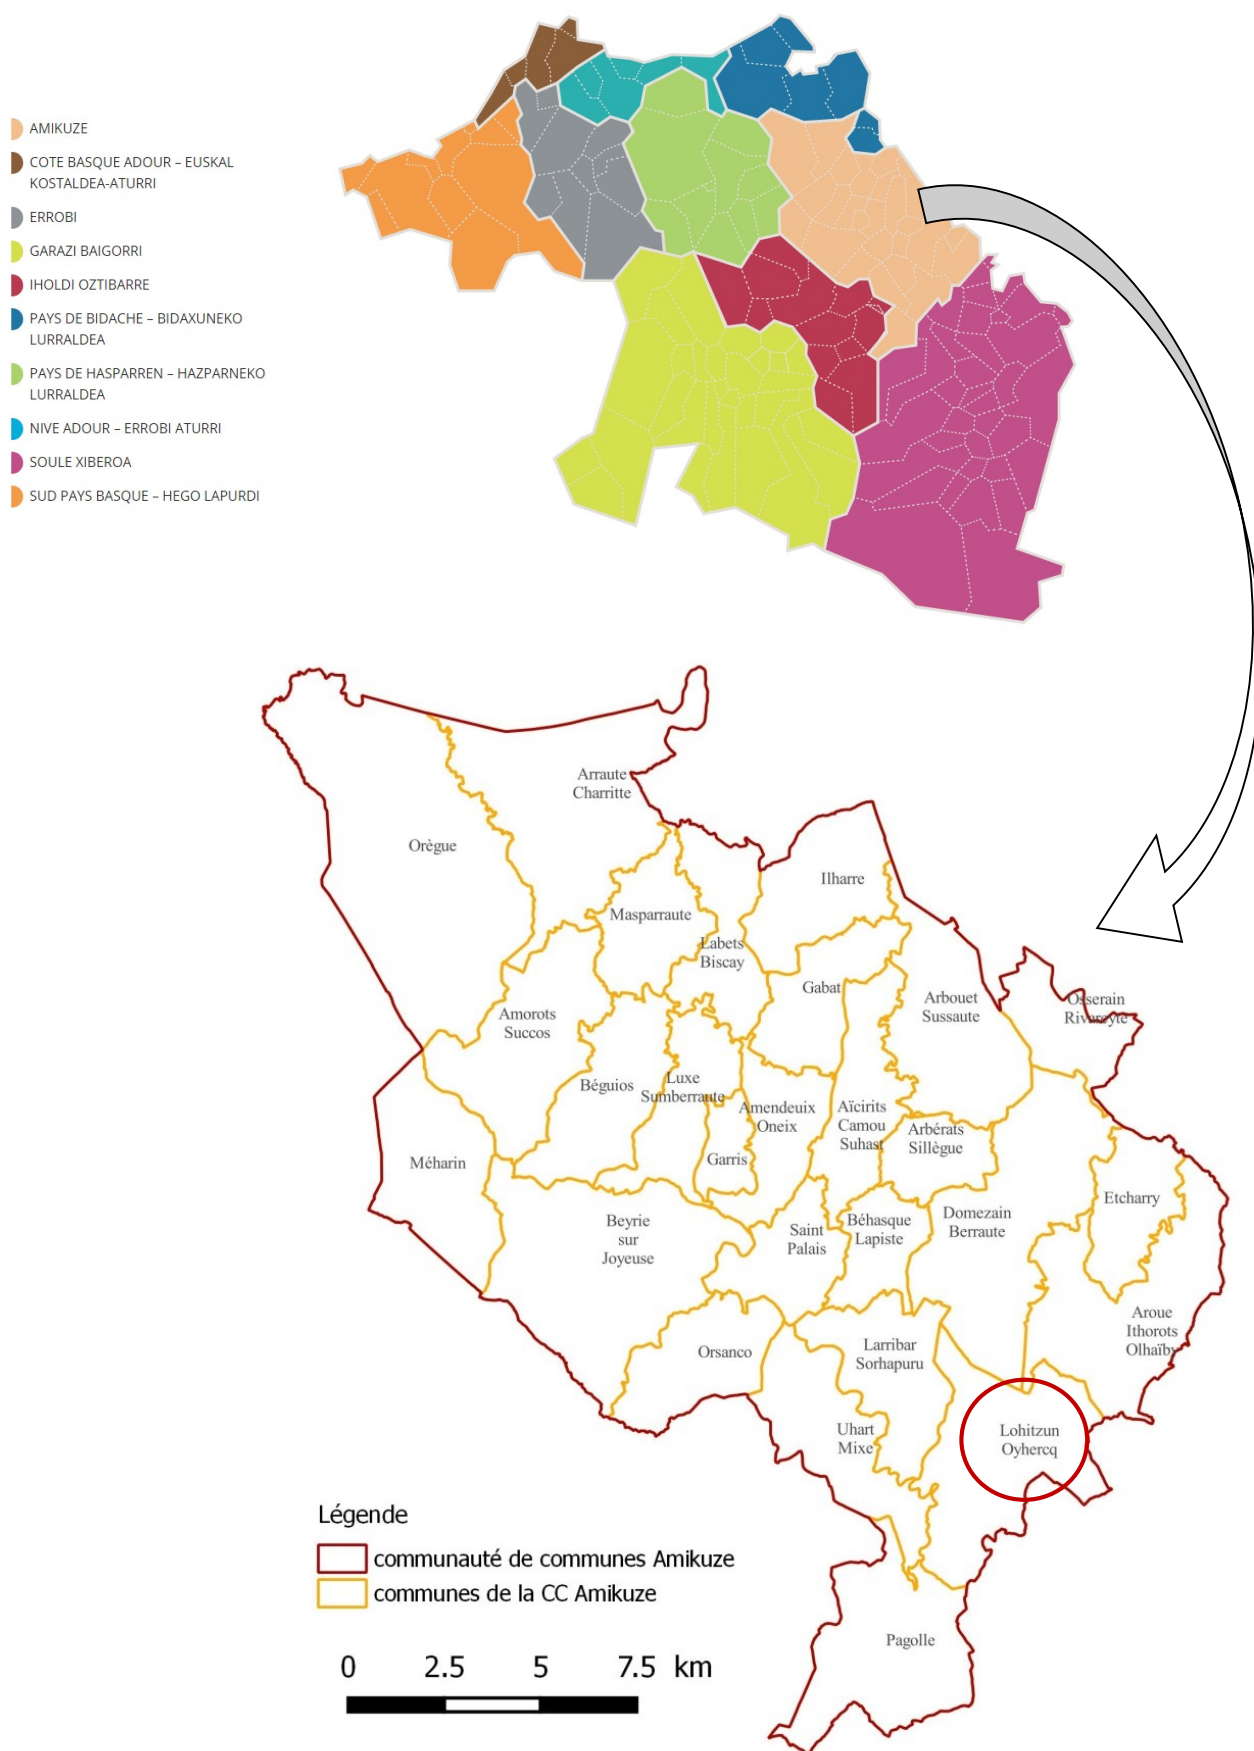 AMIKUZE
COTE BASQUE ADOUR – EUSKAL
KOSTALDEA-ATURRI
ERROBI
GARAZI BAIGORRI
IHOLDI OZTIBARRE
PAYS DE BIDACHE – BIDAXUNEKO
LURRALDEA
PAYS DE HASPARREN – HAZPARNEKO
LURRALDEA
NIVE ADOUR – ERROBI ATURRI
SOULE XIBEROA
SUD PAYS BASQUE – HEGO LAPURDI
Arraute
Charritte
Orègue
Ilharre
Masparraute
Labets
Biscay
Gabat
Arbouet
Sussaute
Osserain
Rivareyte
Amorots
Succos
Béguios
Luxe
Sumberraute
Amendeuix
Oneix
Aïcirits
Camou
Suhast
Arbérats
Sillègue
Garris
Méharin
Etcharry
Beyrie
sur
Joyeuse
Saint
Palais
Béhasque
Lapiste
Domezain
Berraute
Aroue
Ithorots
Olhaïby
Orsanco
Larribar
Sorhapuru
Uhart
Mixe
Lohitzun
Oyhercq
Pagolle
Légende
communauté de communes Amikuze
communes de la CC Amikuze
0 2.5 5 7.5 km